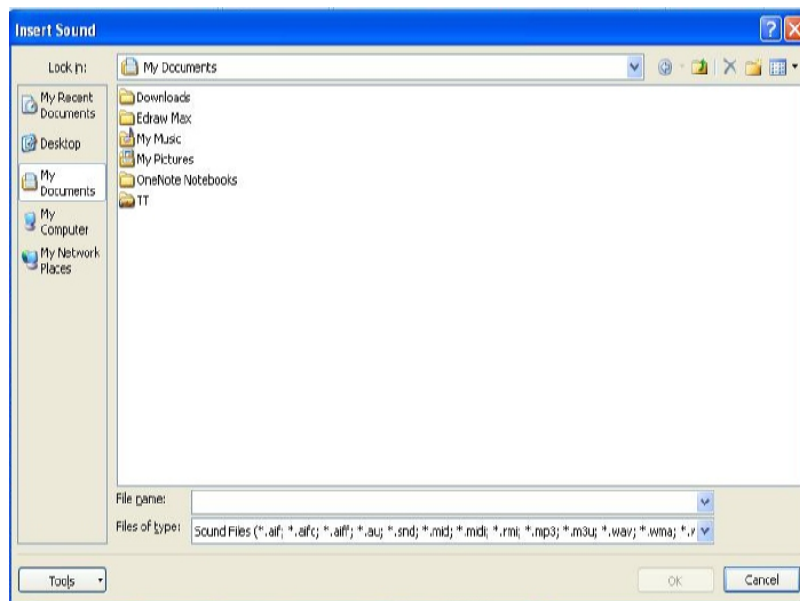 Insert Sound
Look in:
My Documents
My Recent
Documents
Desktop
My
Documents
My
Computer
My Network
Places
Downloads
Edraw Max
My Music
My Pictures
OneNote Notebooks
TT
File name:
Files of type:
Sound Files (*.aif; *.aifc; *.aiff; *.au; *.snd; *.mid; *.midi; *.rmi; *.mp3; *.m3u; *.wav; *.wma;
Tools
OK
Cancel